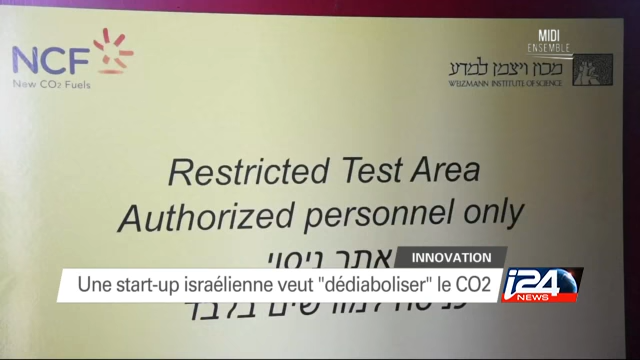 NCF
New CO₂ Fuels
MIDI
ENSEMBLE
מכון ויצמן למדע
WEIZMANN INSTITUTE OF SCIENCE
Restricted Test Area
Authorized personnel only
אתר ניסוי
INNOVATION
Une start-up israélienne veut "dédiaboliser" le CO2
i24
NEWS